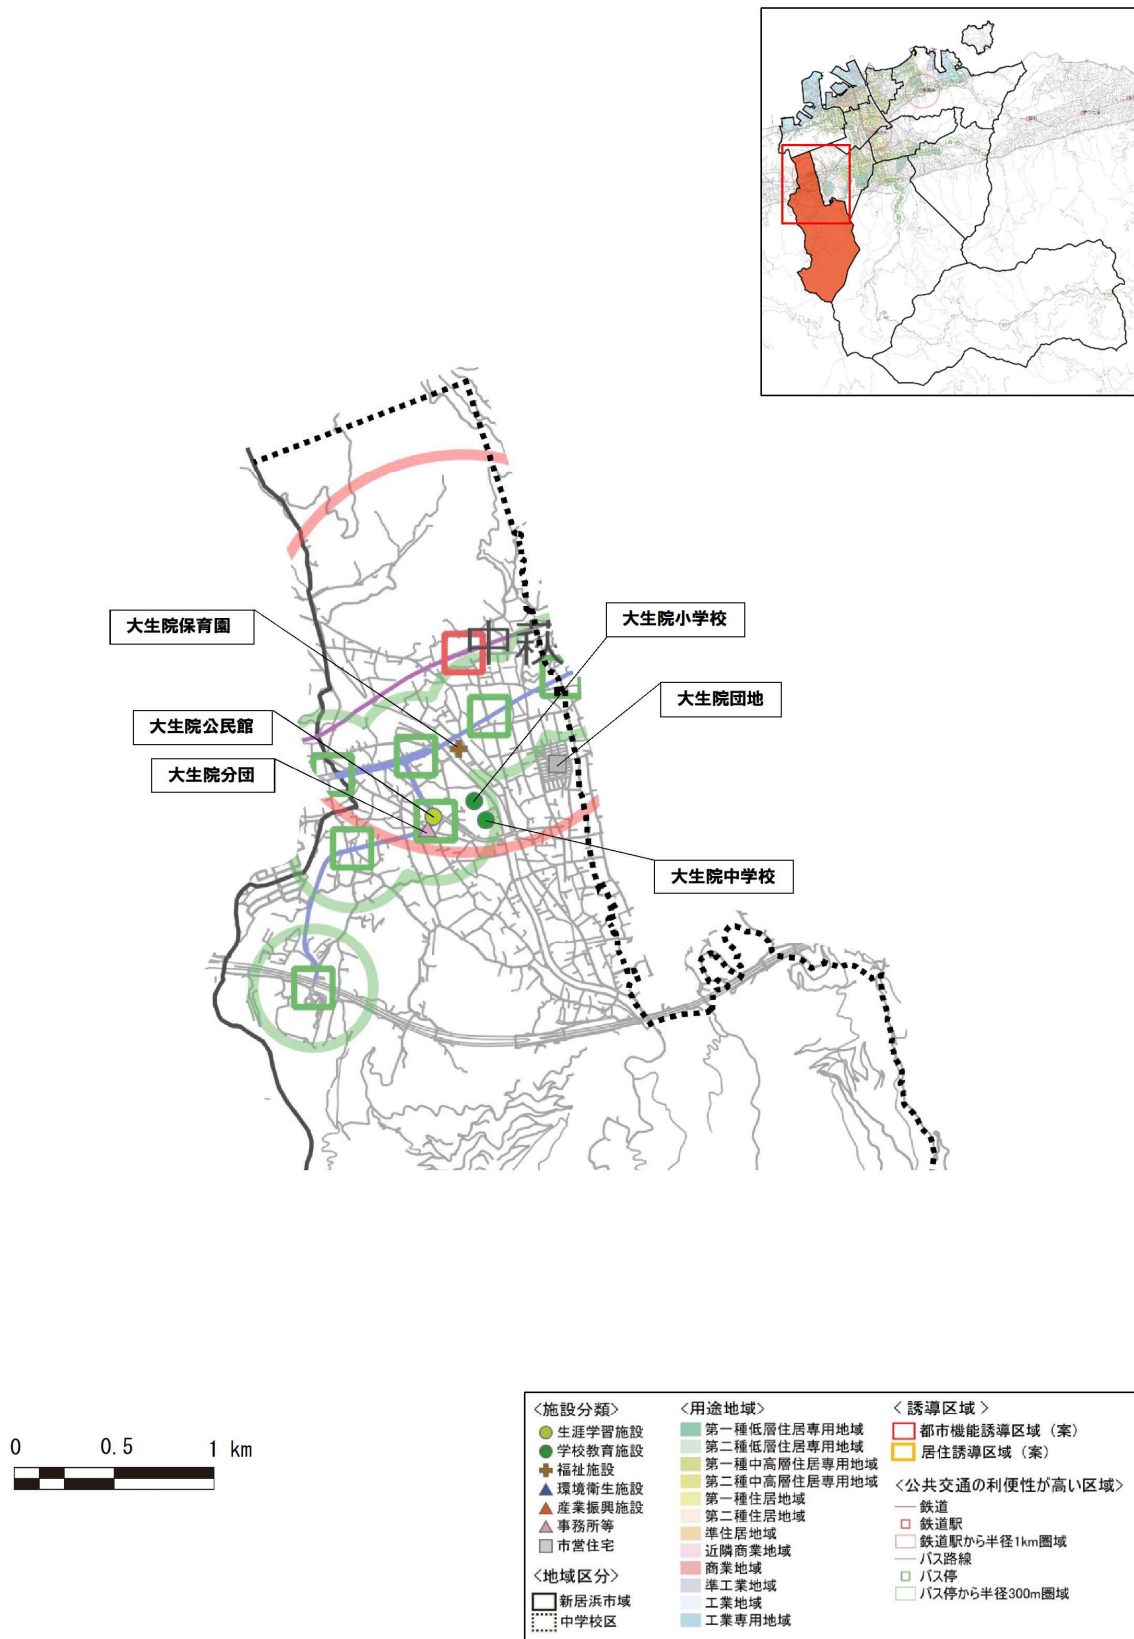 中萩
大生院保育園
大生院小学校
大生院団地
大生院公民館
大生院分団
大生院中学校
0 0.5 1 km
<施設分類>
生涯学習施設
学校教育施設
福祉施設
環境衛生施設
産業振興施設
事務所等
市営住宅
<地域区分>
新居浜市域
中学校区
<用途地域>
第一種低層住居専用地域
第二種低層住居専用地域
第一種中高層住居専用地域
第二種中高層住居専用地域
第一種住居地域
第二種住居地域
準住居地域
近隣商業地域
商業地域
準工業地域
工業地域
工業専用地域
< 誘導区域 >
都市機能誘導区域（案）
居住誘導区域（案）
<公共交通の利便性が高い区域>
鉄道
鉄道駅
鉄道駅から半径1km圏域
バス路線
バス停
バス停から半径300m圏域